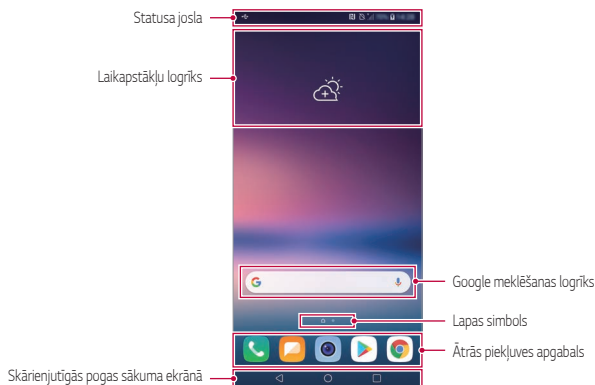 Statusa josla
Laikapstākļu logrīks
Google meklēšanas logrīks
Lapas simbols
Ātrās piekļuves apgabals
Skārienjutīgās pogas sākuma ekrānā